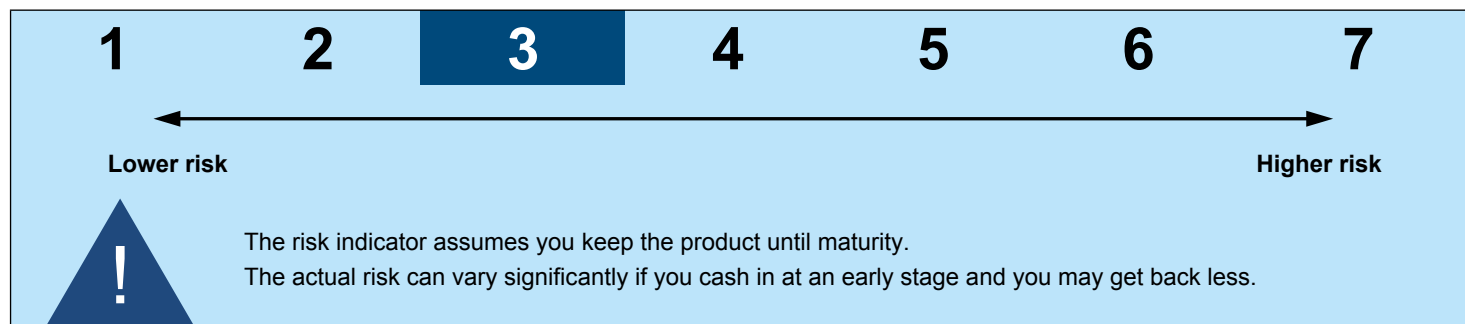 1 2 3 4 5 6 7
Lower risk Higher risk
!
The risk indicator assumes you keep the product until maturity.
The actual risk can vary significantly if you cash in at an early stage and you may get back less.